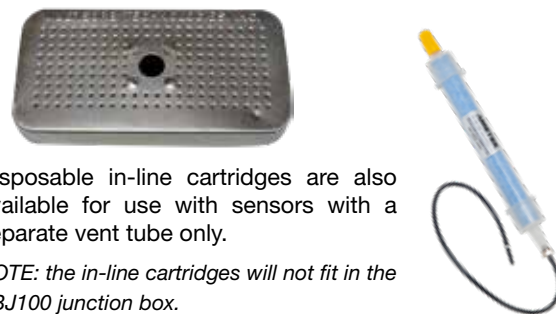 isposable in-line cartridges are also
vailable for use with sensors with a
eparate vent tube only.
OTE: the in-line cartridges will not fit in the
BJ100 junction box.